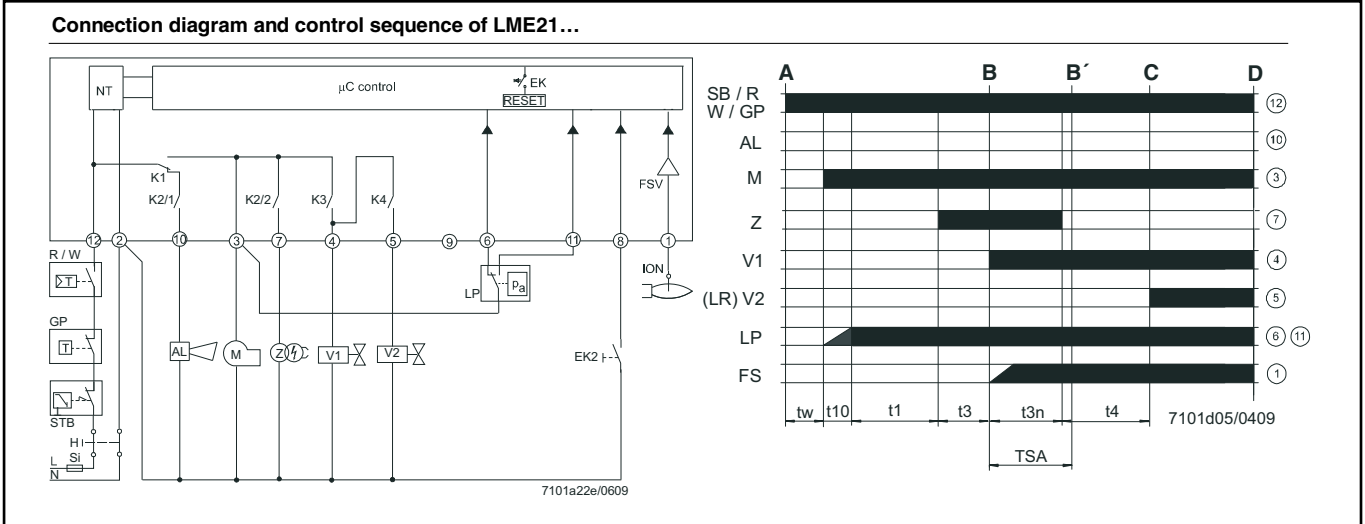 Connection diagram and control sequence of LME21...
NT
µC control
EK
RESET
K1
K2/1
K2/2
K3
K4
FSV
12
2
10
3
7
4
5
9
6
11
8
1
R / W
T
GP
T
STB
H
L
Si
N
AL
M
Z
V1
V2
LP
pa
ION
EK2
7101a22e/0609
A B B´ C D
SB / R
W / GP
12
AL
10
M
3
Z
7
V1
4
(LR) V2
5
LP
6 11
FS
1
tw t10 t1 t3 t3n t4
7101d05/0409
TSA